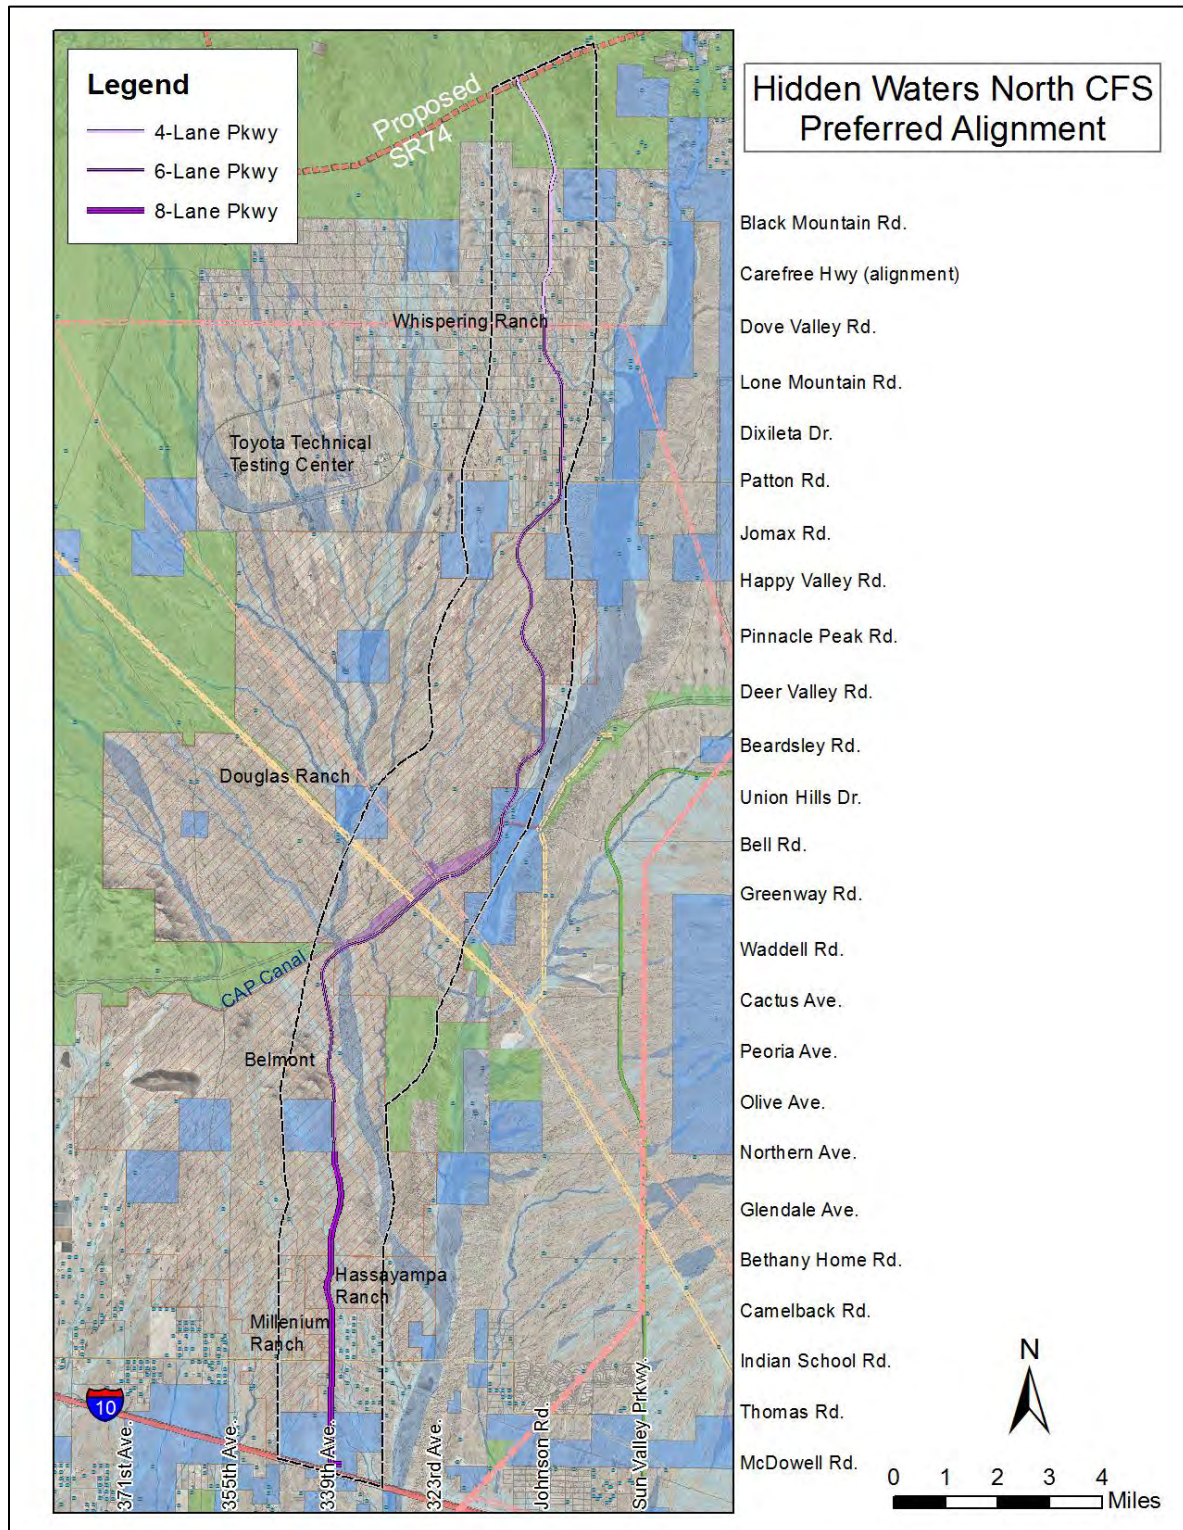 Legend
4-Lane Pkwy
6-Lane Pkwy
8-Lane Pkwy
Hidden Waters North CFS
Preferred Alignment
Proposed
SR74
Black Mountain Rd.
Carefree Hwy (alignment)
Whispering Ranch
Dove Valley Rd.
Lone Mountain Rd.
Toyota Technical
Testing Center
Dixileta Dr.
Patton Rd.
Jomax Rd.
Happy Valley Rd.
Pinnacle Peak Rd.
Deer Valley Rd.
Beardsley Rd.
Douglas Ranch
Union Hills Dr.
Bell Rd.
Greenway Rd.
Waddell Rd.
CAP Canal
Cactus Ave.
Peoria Ave.
Belmont
Olive Ave.
Northern Ave.
Glendale Ave.
Bethany Home Rd.
Hassayampa
Ranch
Camelback Rd.
Millenium
Ranch
Indian School Rd.
Thomas Rd.
McDowell Rd.
10
371st Ave.
355th Ave.
339th Ave.
323rd Ave.
Johnson Rd.
Sun Valley Prkwy.
N
0 1 2 3 4
Miles